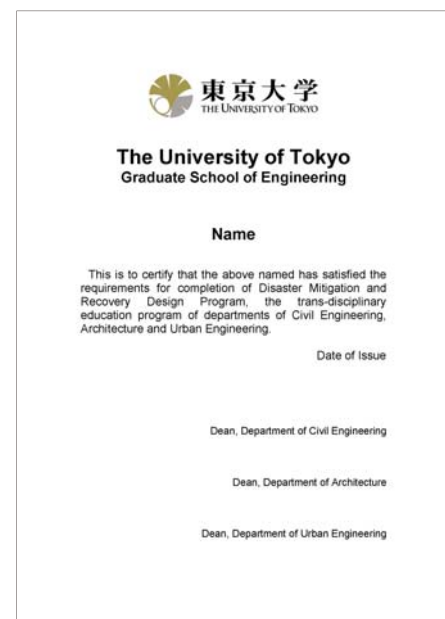 東京大学
THE UNIVERSITY OF TOKYO
The University of Tokyo
Graduate School of Engineering
Name
This is to certify that the above named has satisfied the
requirements for completion of Disaster Mitigation and
Recovery Design Program, the trans-disciplinary
education program of departments of Civil Engineering,
Architecture and Urban Engineering.
Date of Issue
Dean, Department of Civil Engineering
Dean, Department of Architecture
Dean, Department of Urban Engineering